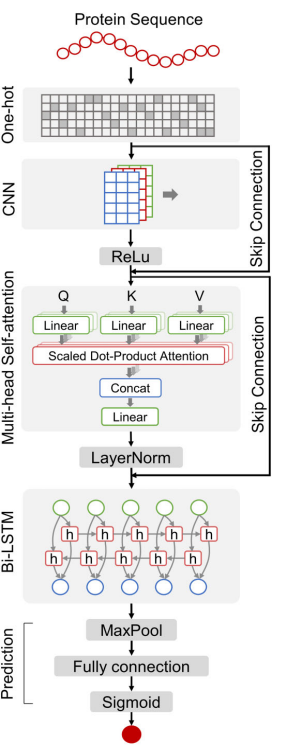 Protein Sequence
One-hot
CNN
Skip Connection
ReLu
Multi-head Self-attention
Q K V
Linear Linear Linear
Scaled Dot-Product Attention
Concat
Linear
Skip Connection
LayerNorm
Bi-LSTM
h h h h h
h h h h h
Prediction
MaxPool
Fully connection
Sigmoid